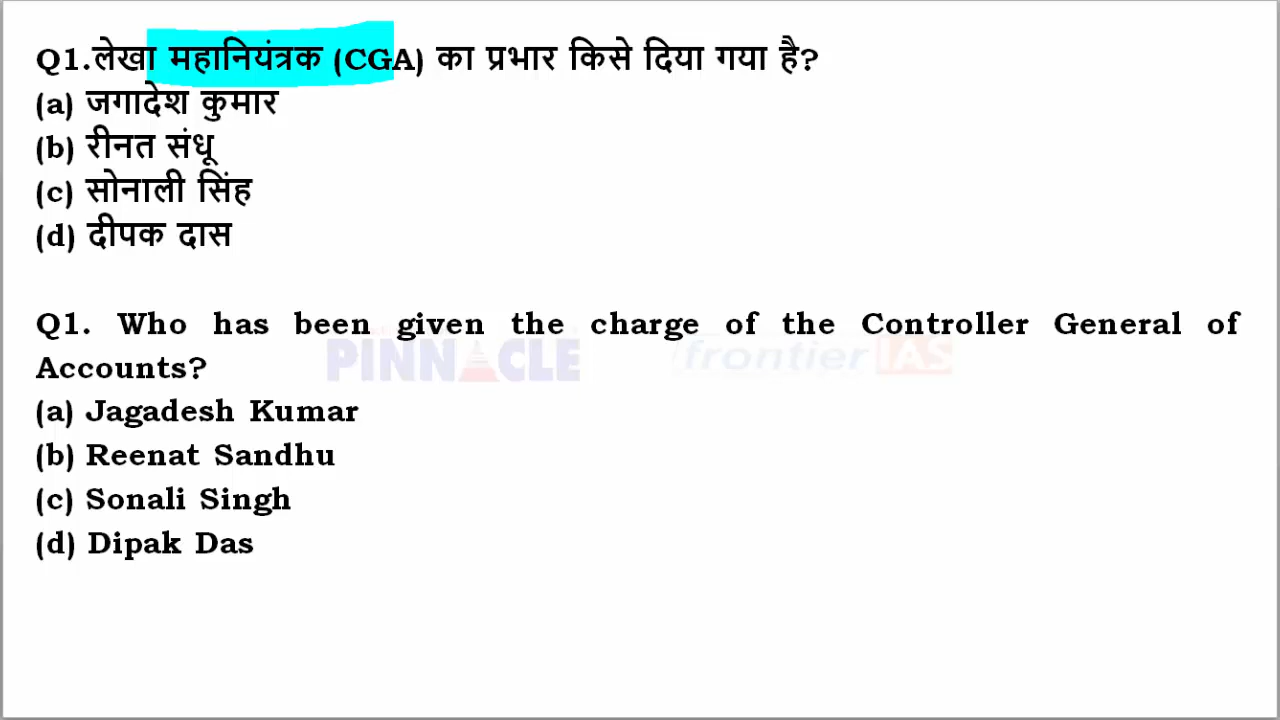 Q1.लेखा महानियंत्रक (CGA) का प्रभार किसे दिया गया है?
(a) जगादेश कुमार
(b) रीनत संधू
(c) सोनाली सिंह
(d) दीपक दास
Q1. Who has been given the charge of the Controller General of
Accounts?
PINNACLE frontier IAS
(a) Jagadesh Kumar
(b) Reenat Sandhu
(c) Sonali Singh
(d) Dipak Das